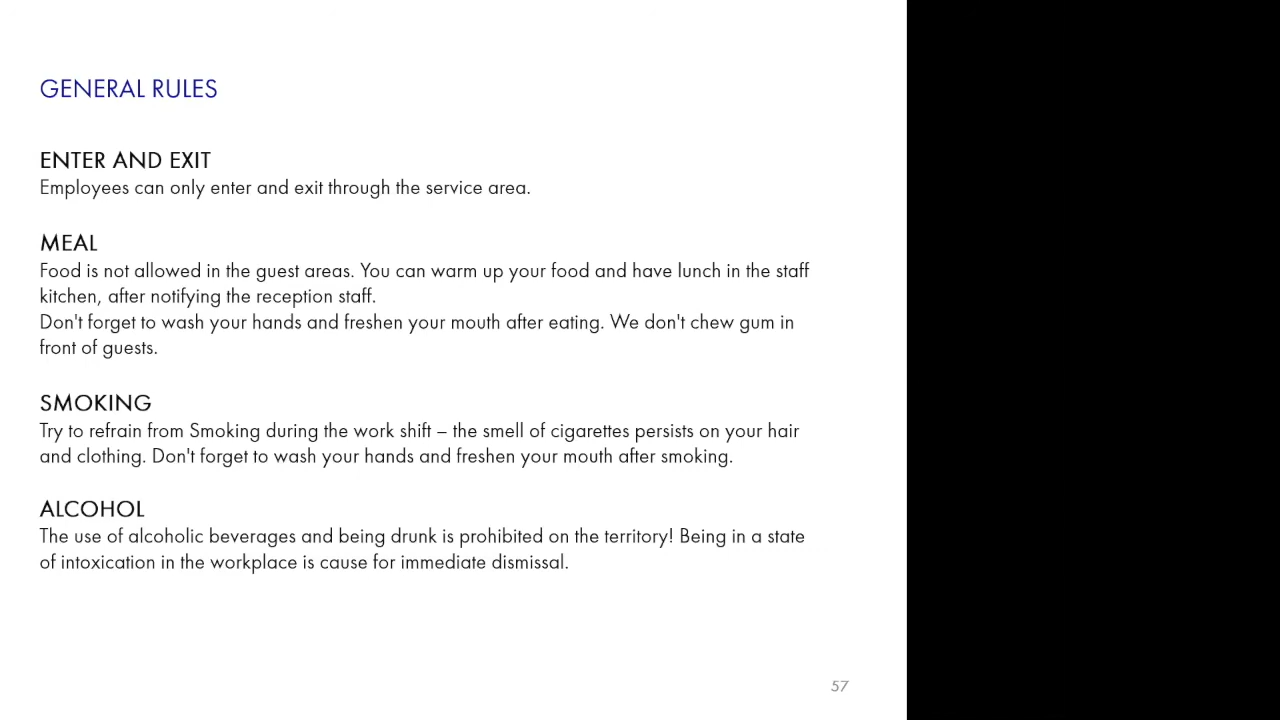 GENERAL RULES
ENTER AND EXIT
Employees can only enter and exit through the service area.
MEAL
Food is not allowed in the guest areas. You can warm up your food and have lunch in the staff
kitchen, after notifying the reception staff.
Don't forget to wash your hands and freshen your mouth after eating. We don't chew gum in
front of guests.
SMOKING
Try to refrain from Smoking during the work shift – the smell of cigarettes persists on your hair
and clothing. Don't forget to wash your hands and freshen your mouth after smoking.
ALCOHOL
The use of alcoholic beverages and being drunk is prohibited on the territory! Being in a state
of intoxication in the workplace is cause for immediate dismissal.
57